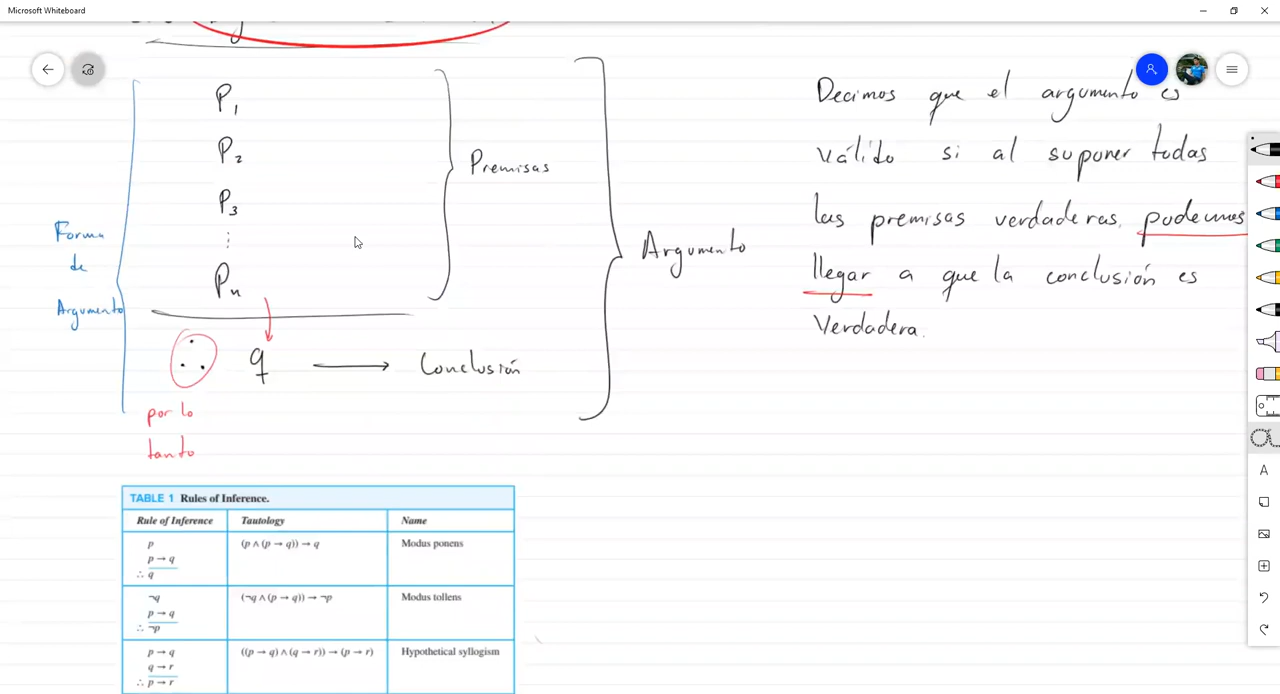 Microsoft Whiteboard
P1
P2
P3
⋮
Pn
Premisas
Forma
de
Argumento
Argumento
∴ q → Conclusión
por lo
tanto
Decimos que el argumento es
válido si al suponer todas
las premisas verdaderas, podemos
llegar a que la conclusión es
Verdadera.
TABLE 1 Rules of Inference.
Rule of Inference Tautology Name
p
p → q
∴ q
(p ∧ (p → q)) → q
Modus ponens
¬q
p → q
∴ ¬p
(¬q ∧ (p → q)) → ¬p
Modus tollens
p → q
q → r
∴ p → r
((p → q) ∧ (q → r)) → (p → r)
Hypothetical syllogism
A